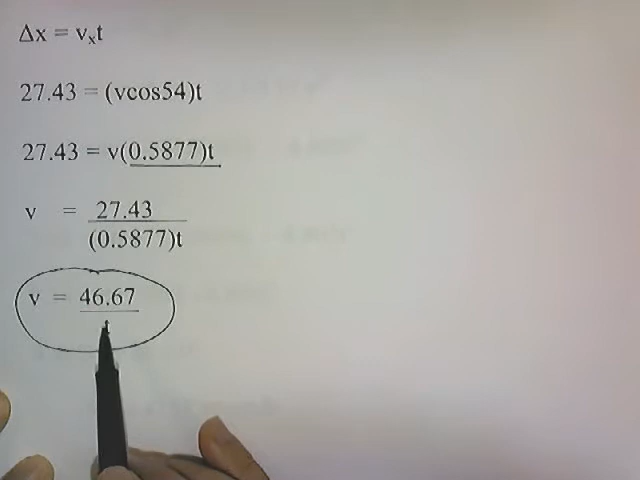 Δx = vₓt
27.43 = (vcos54)t
27.43 = v(0.5877)t
v = 27.43
(0.5877)t
v = 46.67
t